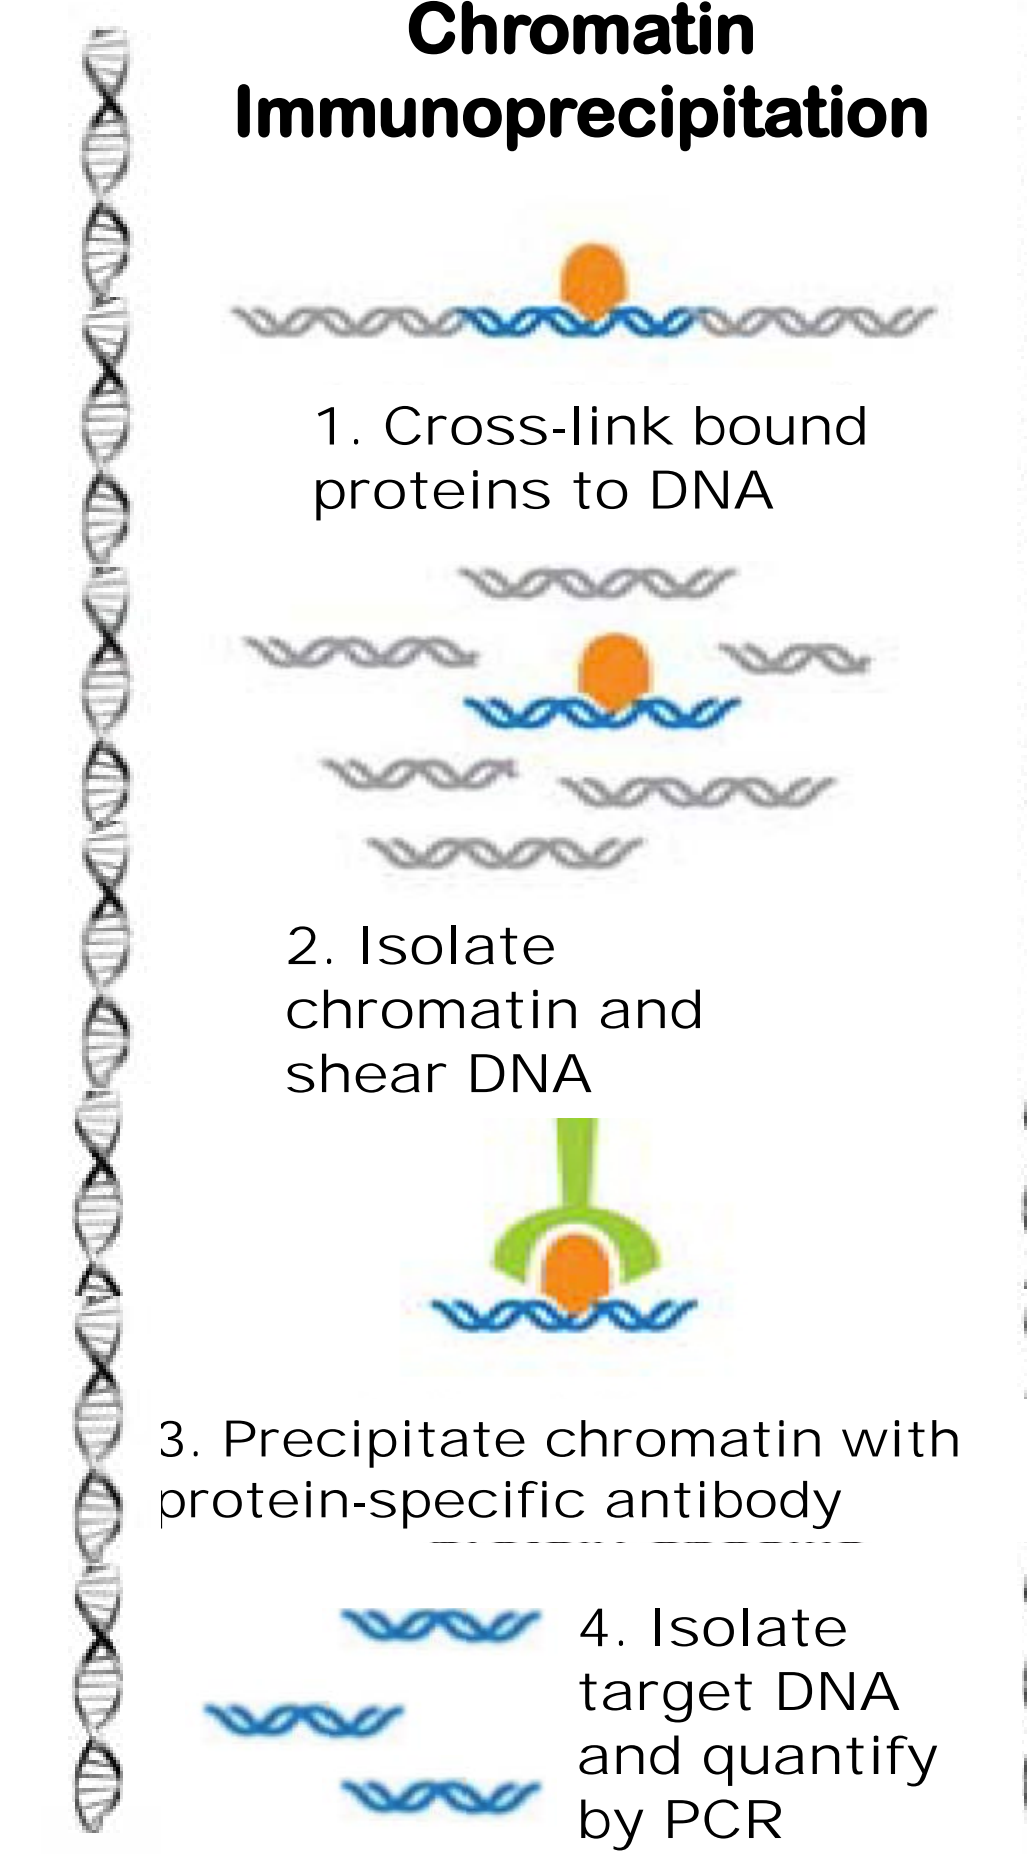 Chromatin
Immunoprecipitation
1. Cross-link bound
proteins to DNA
2. Isolate
chromatin and
shear DNA
3. Precipitate chromatin with
protein-specific antibody
4. Isolate
target DNA
and quantify
by PCR